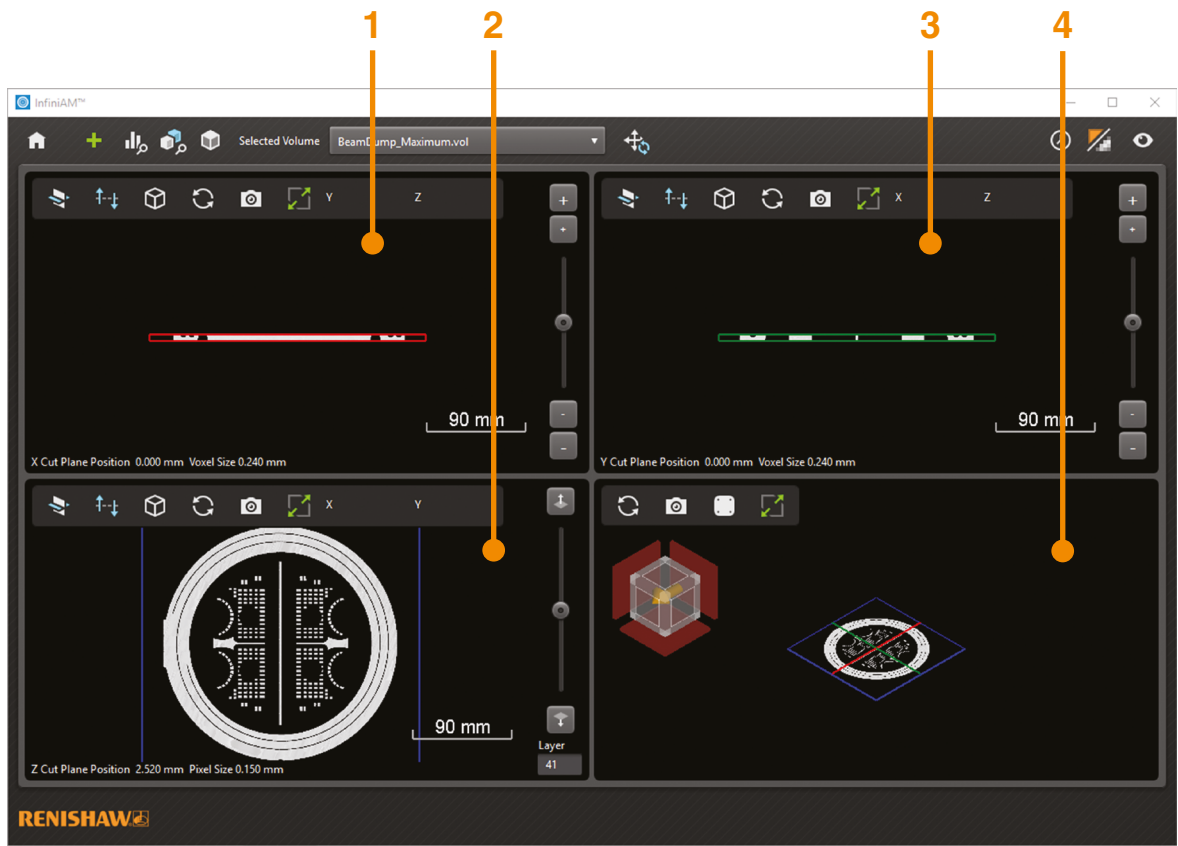 1 2 3 4
InfiniAM™
Selected Volume BeamDump_Maximum.vol
Y Z
X Z
90 mm
90 mm
X Cut Plane Position 0.000 mm Voxel Size 0.240 mm
Y Cut Plane Position 0.000 mm Voxel Size 0.240 mm
X Y
90 mm
Layer
41
Z Cut Plane Position 2.520 mm Pixel Size 0.150 mm
RENISHAW